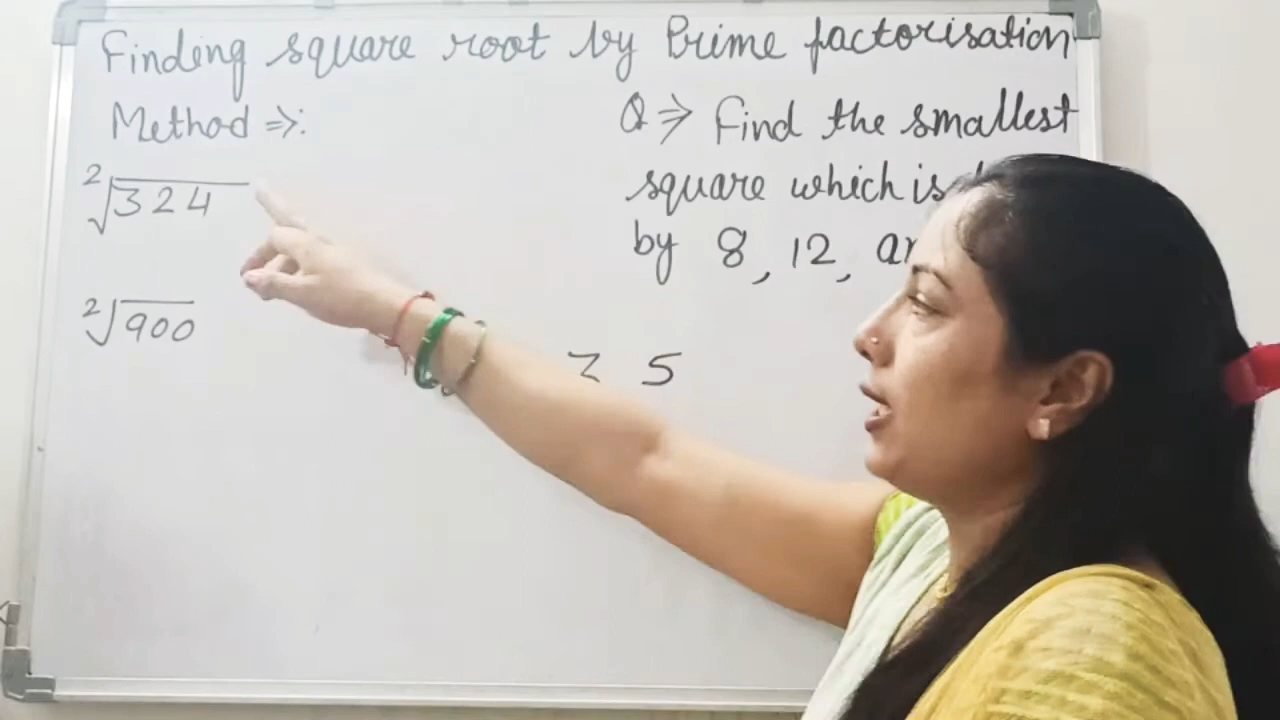 Finding square root by Prime factorisation
Method ⇒:
²√324
²√900
Q ⇒ Find the smallest
square which is
by 8, 12,
5